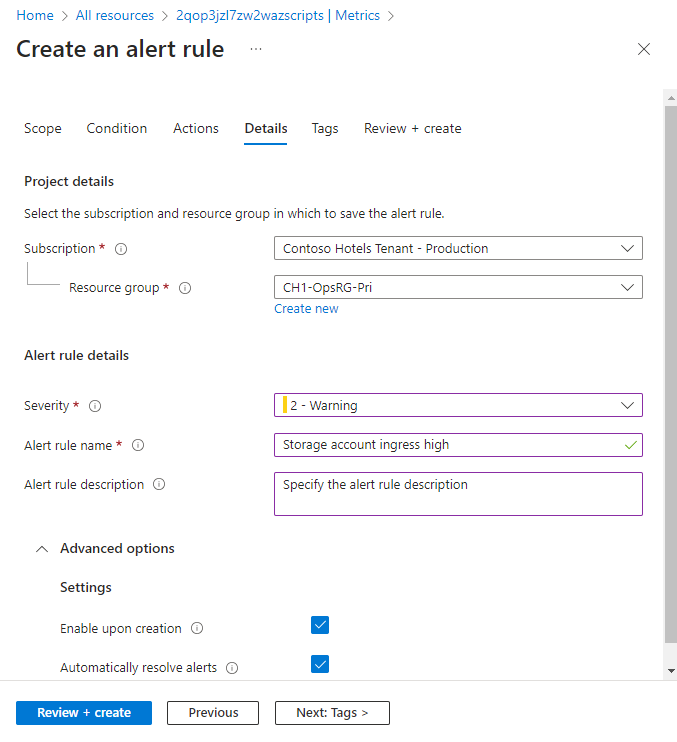 Home > All resources > 2qop3jzl7zw2wazscripts | Metrics >
Create an alert rule ...
Scope Condition Actions Details Tags Review + create
Project details
Select the subscription and resource group in which to save the alert rule.
Subscription * Contoso Hotels Tenant - Production
Resource group * CH1-OpsRG-Pri
Create new
Alert rule details
Severity * 2 - Warning
Alert rule name * Storage account ingress high
Alert rule description Specify the alert rule description
Advanced options
Settings
Enable upon creation
Automatically resolve alerts
Review + create Previous Next: Tags >